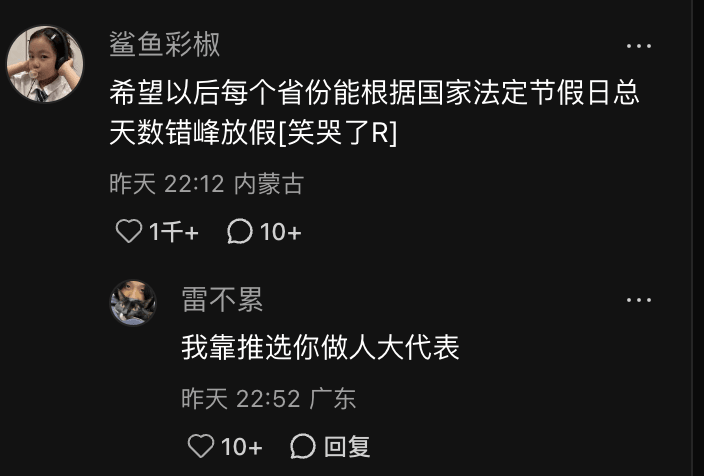 鲨鱼彩椒
希望以后每个省份能根据国家法定节假日总
天数错峰放假[笑哭了R]
昨天 22:12 内蒙古
1千+ 10+
雷不累
我靠推选你做人大代表
昨天 22:52 广东
10+ 回复